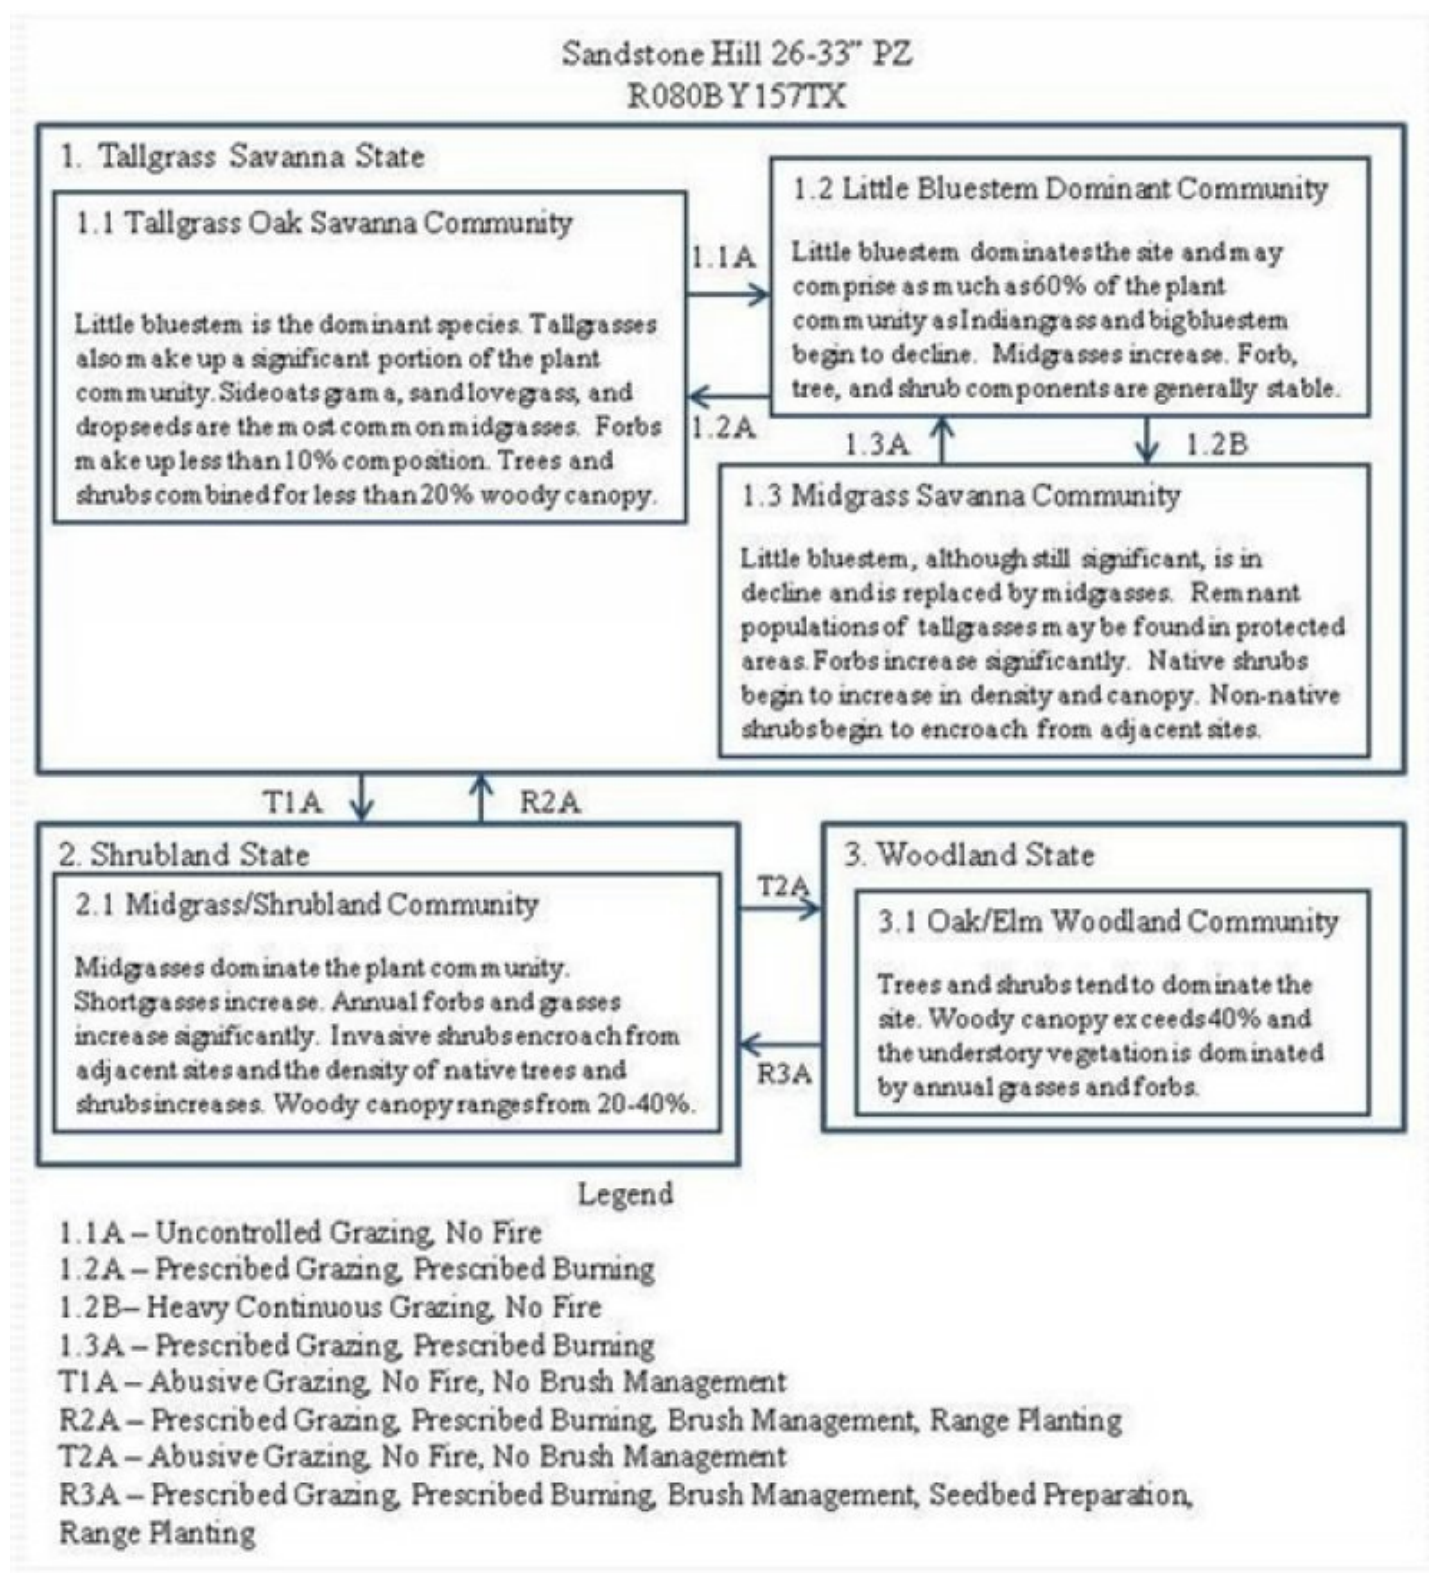 Sandstone Hill 26-33” PZ
R080BY157TX
1. Tallgrass Savanna State
1.1 Tallgrass Oak Savanna Community
Little bluestem is the dominant species. Tallgrasses
also make up a significant portion of the plant
community. Sideoats grama, sand lovegrass, and
dropseeds are the most common midgrasses. Forbs
make up less than 10% composition. Trees and
shrubs combined for less than 20% woody canopy.
1.1A
1.2A
1.2 Little Bluestem Dominant Community
Little bluestem dominates the site and may
comprise as much as 60% of the plant
community as Indiangrass and big bluestem
begin to decline. Midgrasses increase. Forb,
tree, and shrub components are generally stable.
1.3A
1.2B
1.3 Midgrass Savanna Community
Little bluestem, although still significant, is in
decline and is replaced by midgrasses. Remnant
populations of tallgrasses may be found in protected
areas. Forbs increase significantly. Native shrubs
begin to increase in density and canopy. Non-native
shrubs begin to encroach from adjacent sites.
T1A
R2A
2. Shrubland State
2.1 Midgrass/Shrubland Community
Midgrasses dominate the plant community.
Shortgrasses increase. Annual forbs and grasses
increase significantly. Invasive shrubs encroach from
adjacent sites and the density of native trees and
shrubs increases. Woody canopy ranges from 20-40%.
T2A
R3A
3. Woodland State
3.1 Oak/Elm Woodland Community
Trees and shrubs tend to dominate the
site. Woody canopy exceeds 40% and
the understory vegetation is dominated
by annual grasses and forbs.
Legend
1.1A – Uncontrolled Grazing, No Fire
1.2A – Prescribed Grazing, Prescribed Burning
1.2B– Heavy Continuous Grazing, No Fire
1.3A – Prescribed Grazing, Prescribed Burning
T1A – Abusive Grazing, No Fire, No Brush Management
R2A – Prescribed Grazing, Prescribed Burning, Brush Management, Range Planting
T2A – Abusive Grazing, No Fire, No Brush Management
R3A – Prescribed Grazing, Prescribed Burning, Brush Management, Seedbed Preparation,
Range Planting